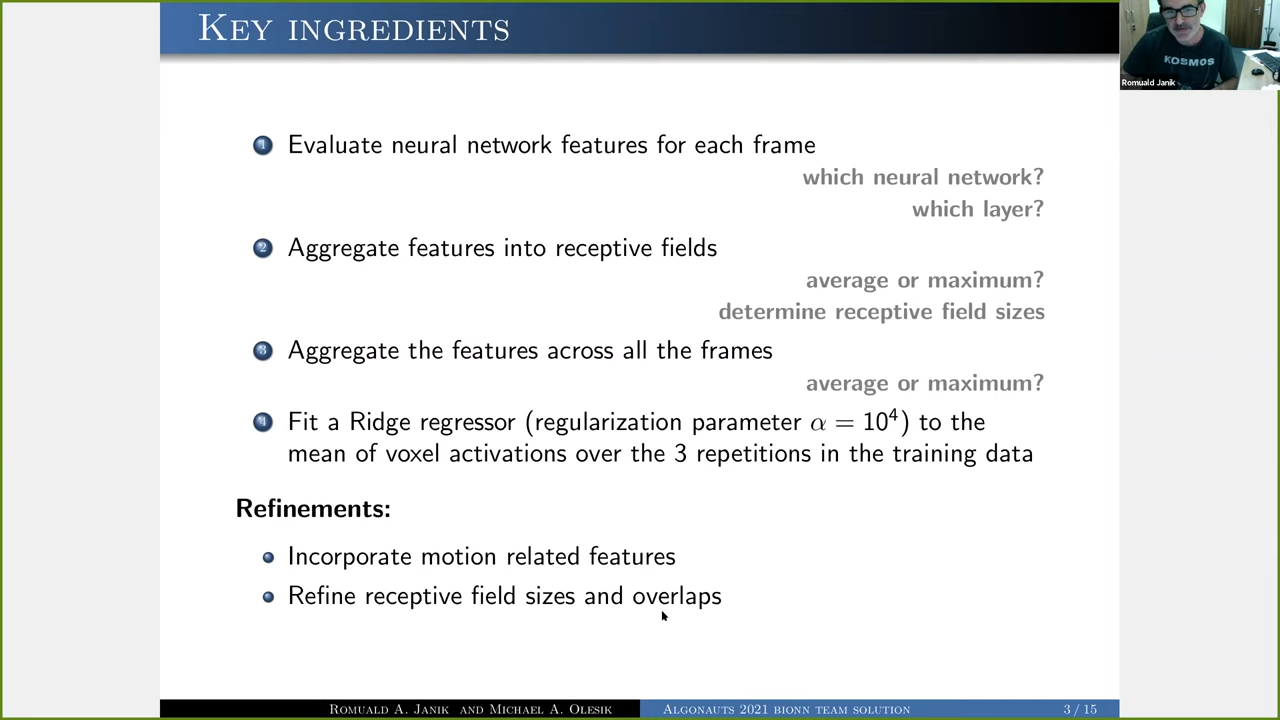 KEY INGREDIENTS
KOSMOS
Romuald Janik
1 Evaluate neural network features for each frame
which neural network?
which layer?
2 Aggregate features into receptive fields
average or maximum?
determine receptive field sizes
3 Aggregate the features across all the frames
average or maximum?
4 Fit a Ridge regressor (regularization parameter α = 10⁴) to the
mean of voxel activations over the 3 repetitions in the training data
Refinements:
Incorporate motion related features
Refine receptive field sizes and overlaps
ROMUALD A. JANIK AND MICHAEL A. OLESIK ALGONAUTS 2021 BIONN TEAM SOLUTION 3 / 15